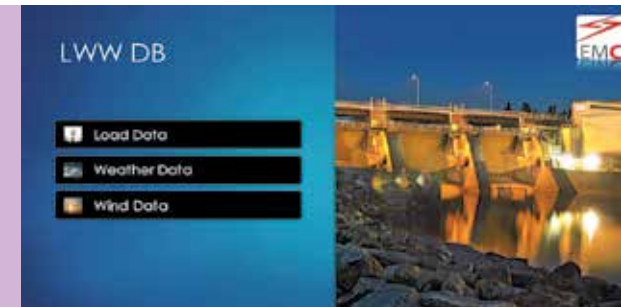 LWW DB
EMC
Load Data
Weather Data
Wind Data